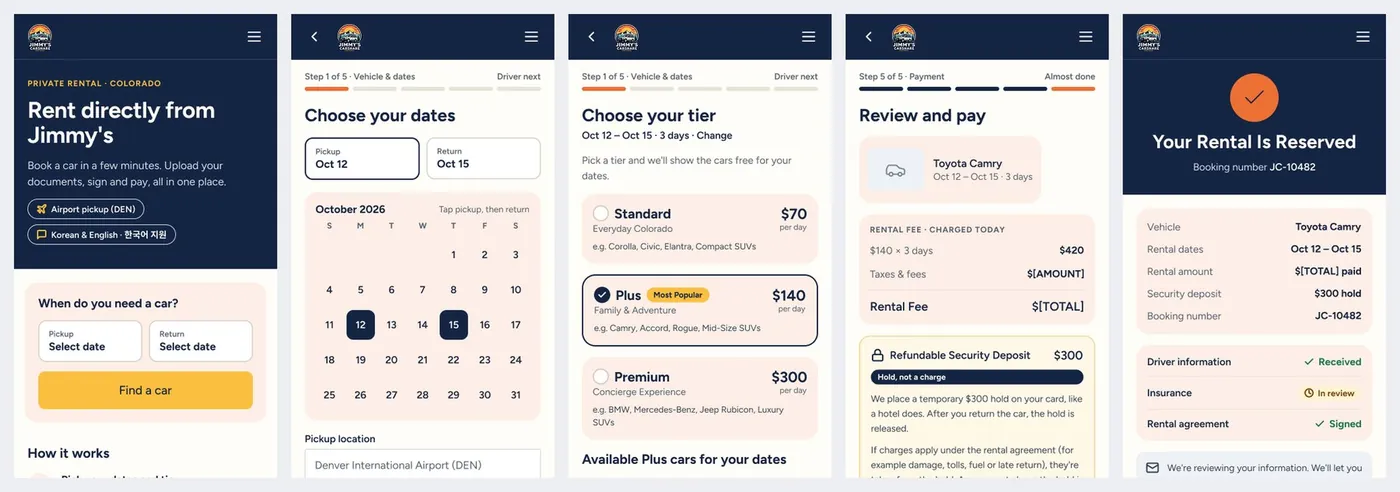 JIMMY'S
CARSHARE
PRIVATE RENTAL · COLORADO
Rent directly from
Jimmy's
Book a car in a few minutes. Upload your
documents, sign and pay, all in one place.
Airport pickup (DEN)
Korean & English · 한국어 지원
When do you need a car?
Pickup
Select date
Return
Select date
Find a car
How it works
JIMMY'S
CARSHARE
Step 1 of 5 · Vehicle & dates
Driver next
Choose your dates
Pickup
Oct 12
Return
Oct 15
October 2026
Tap pickup, then return
S M T W T F S
1 2 3
4 5 6 7 8 9 10
11 12 13 14 15 16 17
18 19 20 21 22 23 24
25 26 27 28 29 30 31
Pickup location
Denver International Airport (DEN)
JIMMY'S
CARSHARE
Step 1 of 5 · Vehicle & dates
Driver next
Choose your tier
Oct 12 – Oct 15 · 3 days · Change
Pick a tier and we'll show the cars free for your
dates.
Standard
$70
Everyday Colorado
per day
e.g. Corolla, Civic, Elantra, Compact SUVs
Plus
Most Popular
$140
Family & Adventure
per day
e.g. Camry, Accord, Rogue, Mid-Size SUVs
Premium
$300
Concierge Experience
per day
e.g. BMW, Mercedes-Benz, Jeep Rubicon, Luxury
SUVs
Available Plus cars for your dates
JIMMY'S
CARSHARE
Step 5 of 5 · Payment
Almost done
Review and pay
Toyota Camry
Oct 12 – Oct 15 · 3 days
RENTAL FEE · CHARGED TODAY
$140 × 3 days
$420
Taxes & fees
$[AMOUNT]
Rental Fee
$[TOTAL]
Refundable Security Deposit
$300
Hold, not a charge
We place a temporary $300 hold on your card, like
a hotel does. After you return the car, the hold is
released.
If charges apply under the rental agreement (for
example damage, tolls, fuel or late return), they're
JIMMY'S
CARSHARE
Your Rental Is Reserved
Booking number JC-10482
Vehicle
Toyota Camry
Rental dates
Oct 12 – Oct 15
Rental amount
$[TOTAL] paid
Security deposit
$300 hold
Booking number
JC-10482
Driver information
Received
Insurance
In review
Rental agreement
Signed
We're reviewing your information. We'll let you